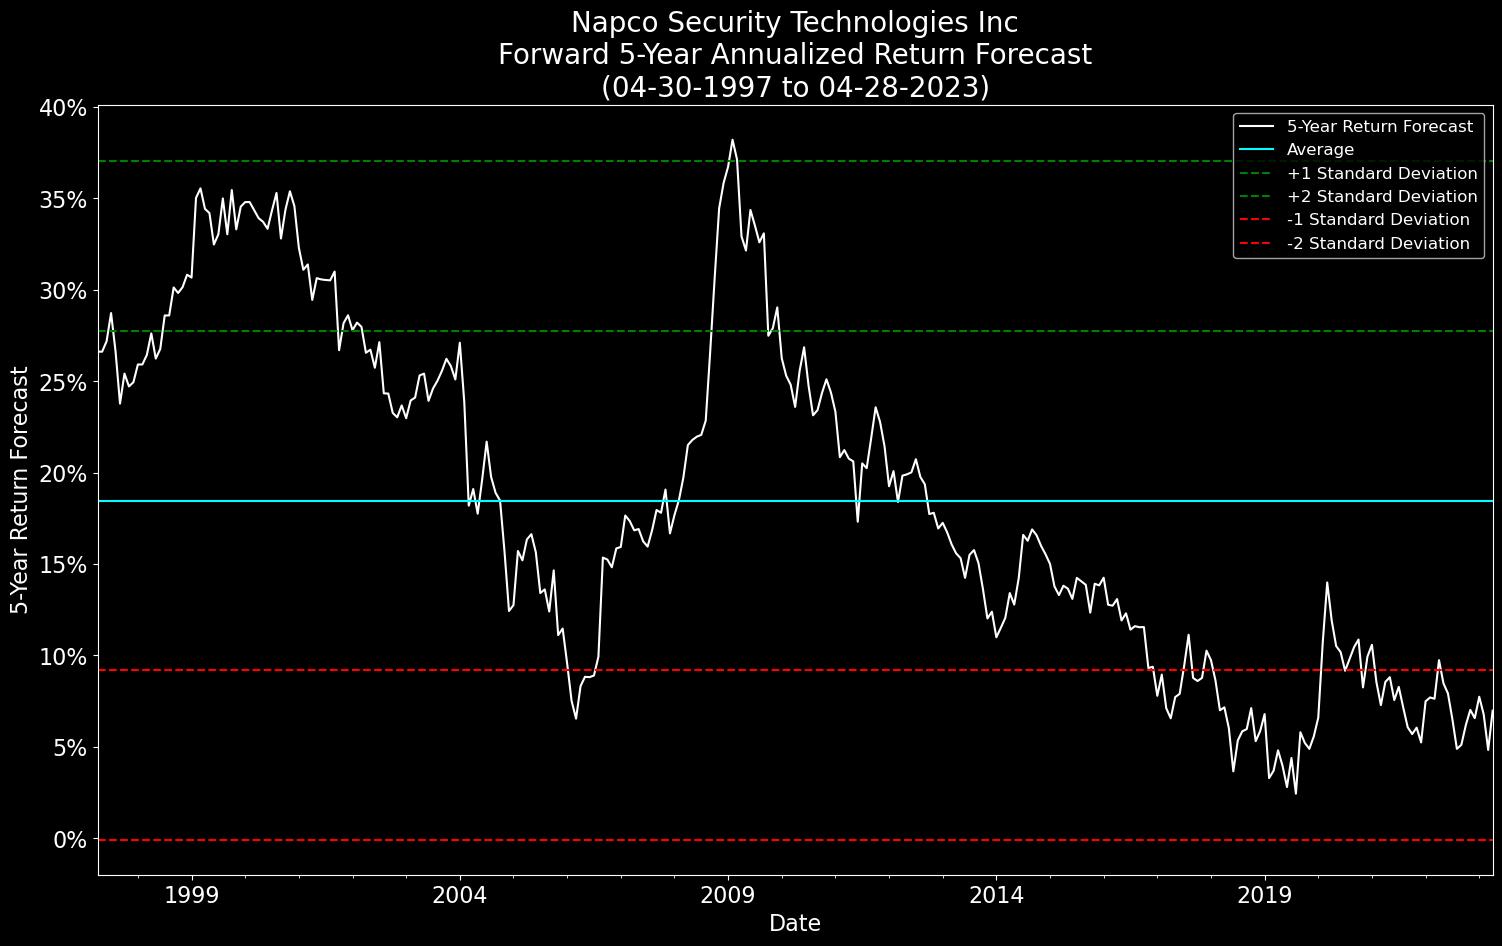 Napco Security Technologies Inc
Forward 5-Year Annualized Return Forecast
(04-30-1997 to 04-28-2023)
40%
35%
30%
25%
20%
15%
10%
5%
0%
5-Year Return Forecast
5-Year Return Forecast
Average
+1 Standard Deviation
+2 Standard Deviation
-1 Standard Deviation
-2 Standard Deviation
1999
2004
2009
2014
2019
Date